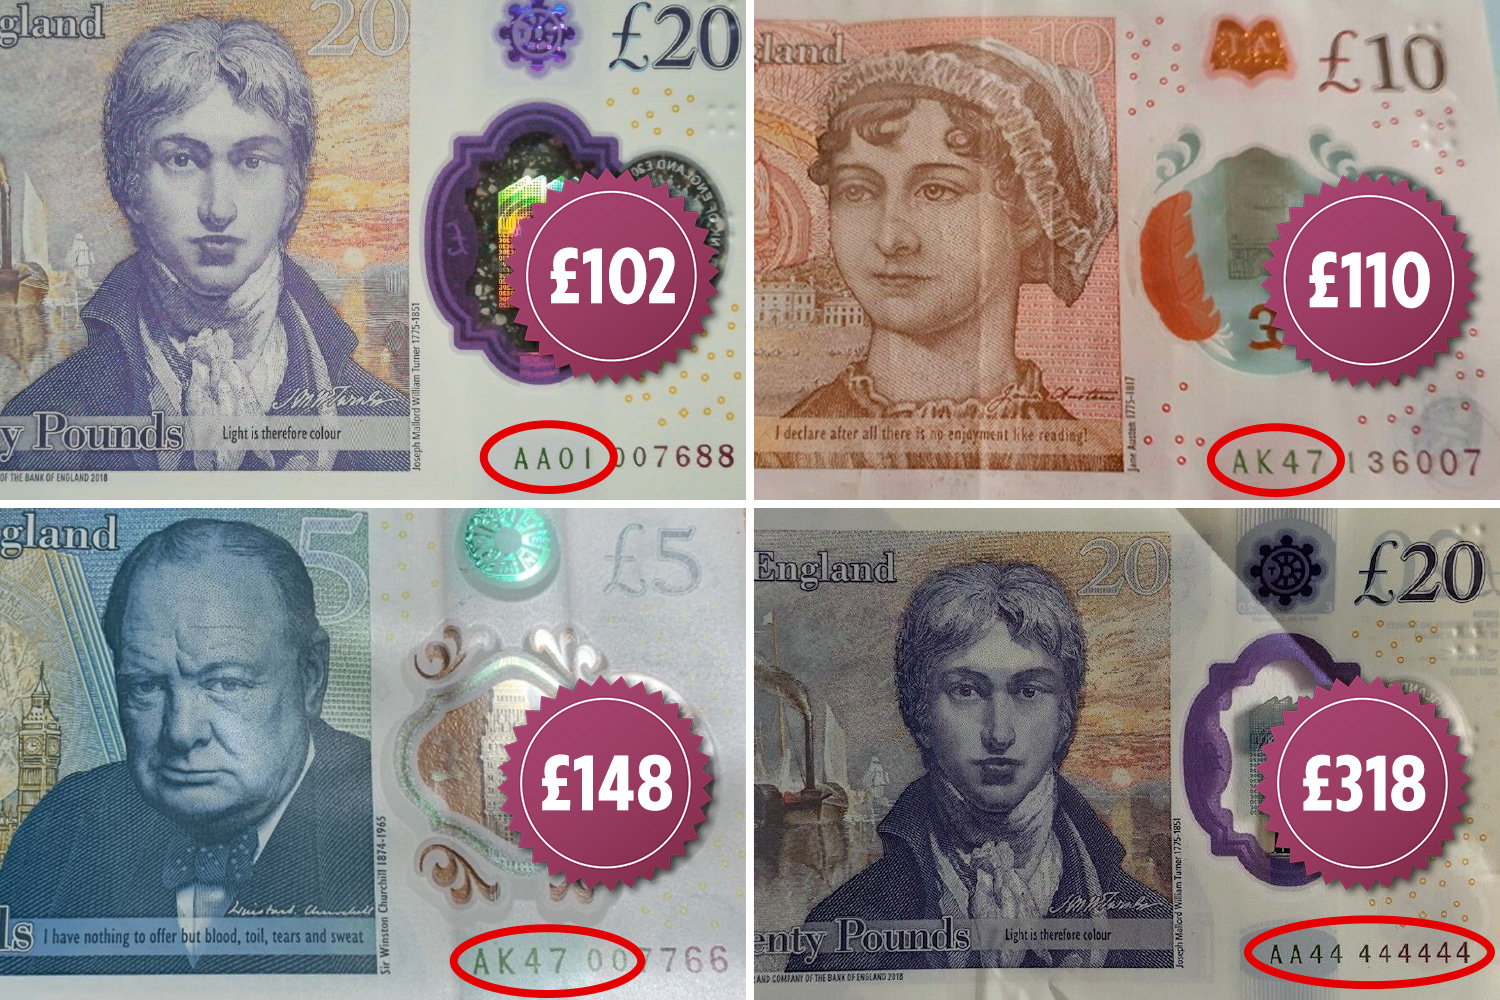 gland
20
£20
£102
Joseph Mallord William Turner 1775-1851
y Pounds
Light is therefore colour
AA01 007688
OF THE BANK OF ENGLAND 2018
gland
10
£10
£110
I declare after all there is no enjoyment like reading!
Jane Austen 1775-1817
AK47 136007
gland
5
£5
£148
Sir Winston Churchill 1874-1965
ds
I have nothing to offer but blood, toil, tears and sweat
AK47 007766
England
20
£20
£318
Joseph Mallord William Turner 1775-1851
enty Pounds
Light is therefore colour
AA44 444444
AND COMPANY OF THE BANK OF ENGLAND 2018